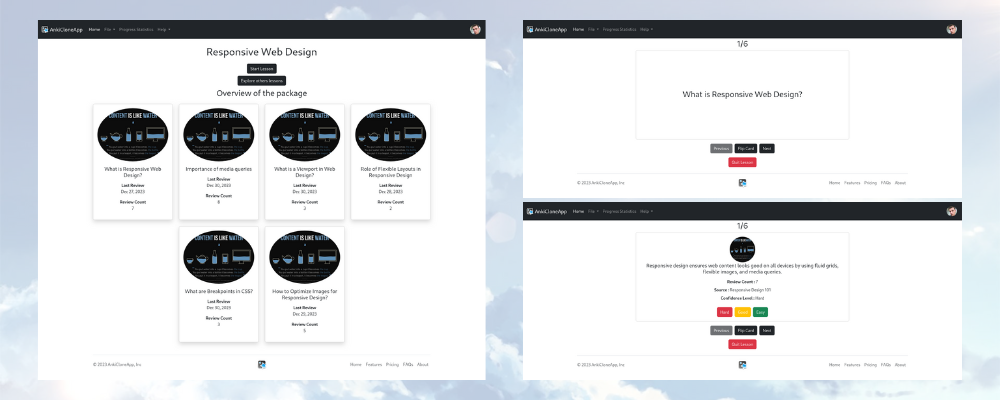 AnkiCloneApp Home File Progress Statistics Help
Responsive Web Design
Start Lesson
Explore others lessons
Overview of the package
CONTENT IS LIKE WATER
What is Responsive Web
Design?
Last Review
Dec 27, 2023
Review Count
7
CONTENT IS LIKE WATER
Importance of media queries
Last Review
Dec 30, 2023
Review Count
8
CONTENT IS LIKE WATER
What is a Viewport in Web
Design?
Last Review
Dec 30, 2023
Review Count
3
CONTENT IS LIKE WATER
Role of Flexible Layouts in
Responsive Design
Last Review
Dec 28, 2023
Review Count
2
CONTENT IS LIKE WATER
What are Breakpoints in CSS?
Last Review
Dec 30, 2023
Review Count
3
CONTENT IS LIKE WATER
How to Optimize Images for
Responsive Design?
Last Review
Dec 25, 2023
Review Count
5
© 2023 AnkiCloneApp, Inc Home Features Pricing FAQs About
AnkiCloneApp Home File Progress Statistics Help
1/6
What is Responsive Web Design?
Previous Flip Card Next
Quit Lesson
© 2023 AnkiCloneApp, Inc Home Features Pricing FAQs About
AnkiCloneApp Home File Progress Statistics Help
1/6
Responsive design ensures web content looks good on all devices by using fluid grids,
flexible images, and media queries.
Review Count : 7
Source : Responsive Design 101
Confidence Level : Hard
Hard Good Easy
Previous Flip Card Next
Quit Lesson
© 2023 AnkiCloneApp, Inc Home Features Pricing FAQs About